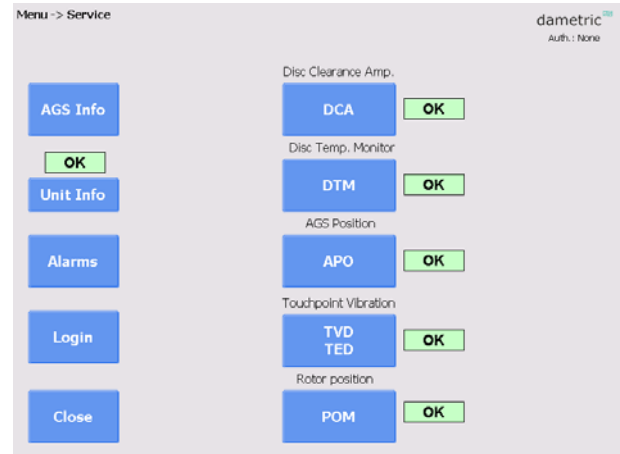 Menu -> Service
dametric
Auth.: None
Disc Clearance Amp.
AGS Info
DCA
OK
Disc Temp. Monitor
OK
Unit Info
DTM
OK
AGS Position
Alarms
APO
OK
Touchpoint Vibration
Login
TVD
TED
OK
Rotor position
Close
POM
OK